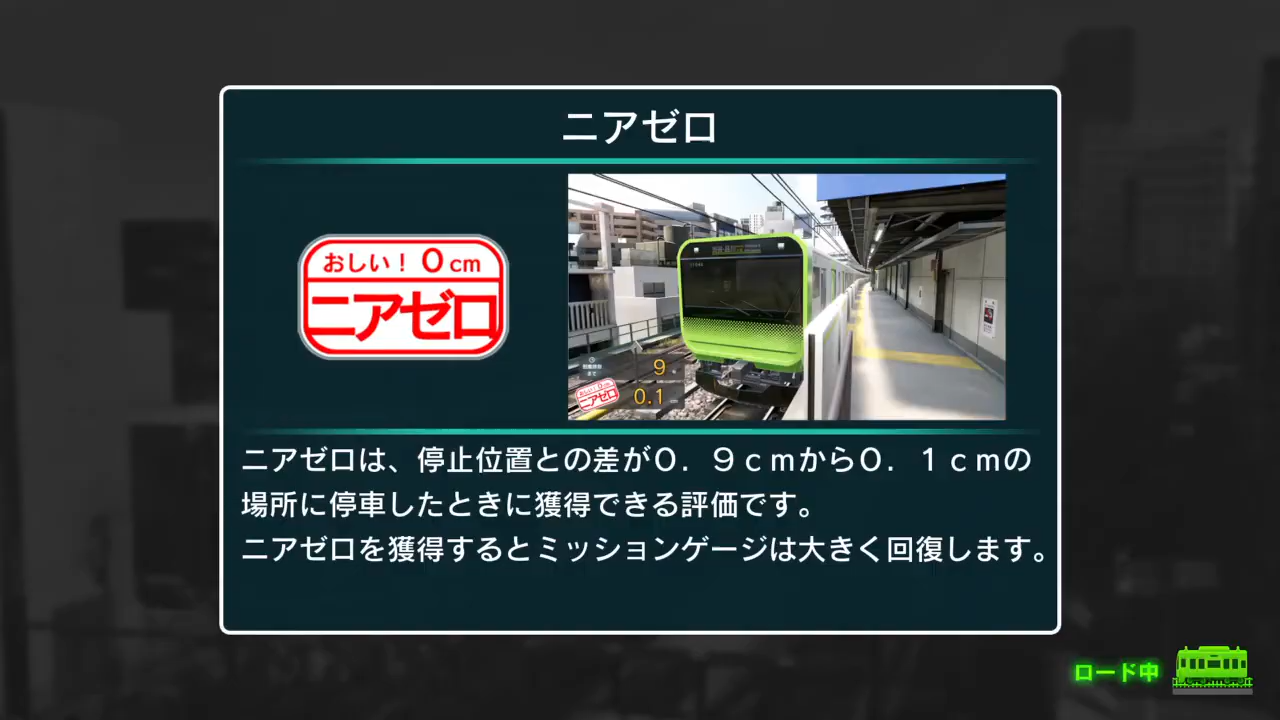 ニアゼロ
おしい！0cm
ニアゼロ
9
0.1
ニアゼロ
ニアゼロは、停止位置との差が０．９ｃｍから０．１ｃｍの
場所に停車したときに獲得できる評価です。
ニアゼロを獲得するとミッションゲージは大きく回復します。
ロード中